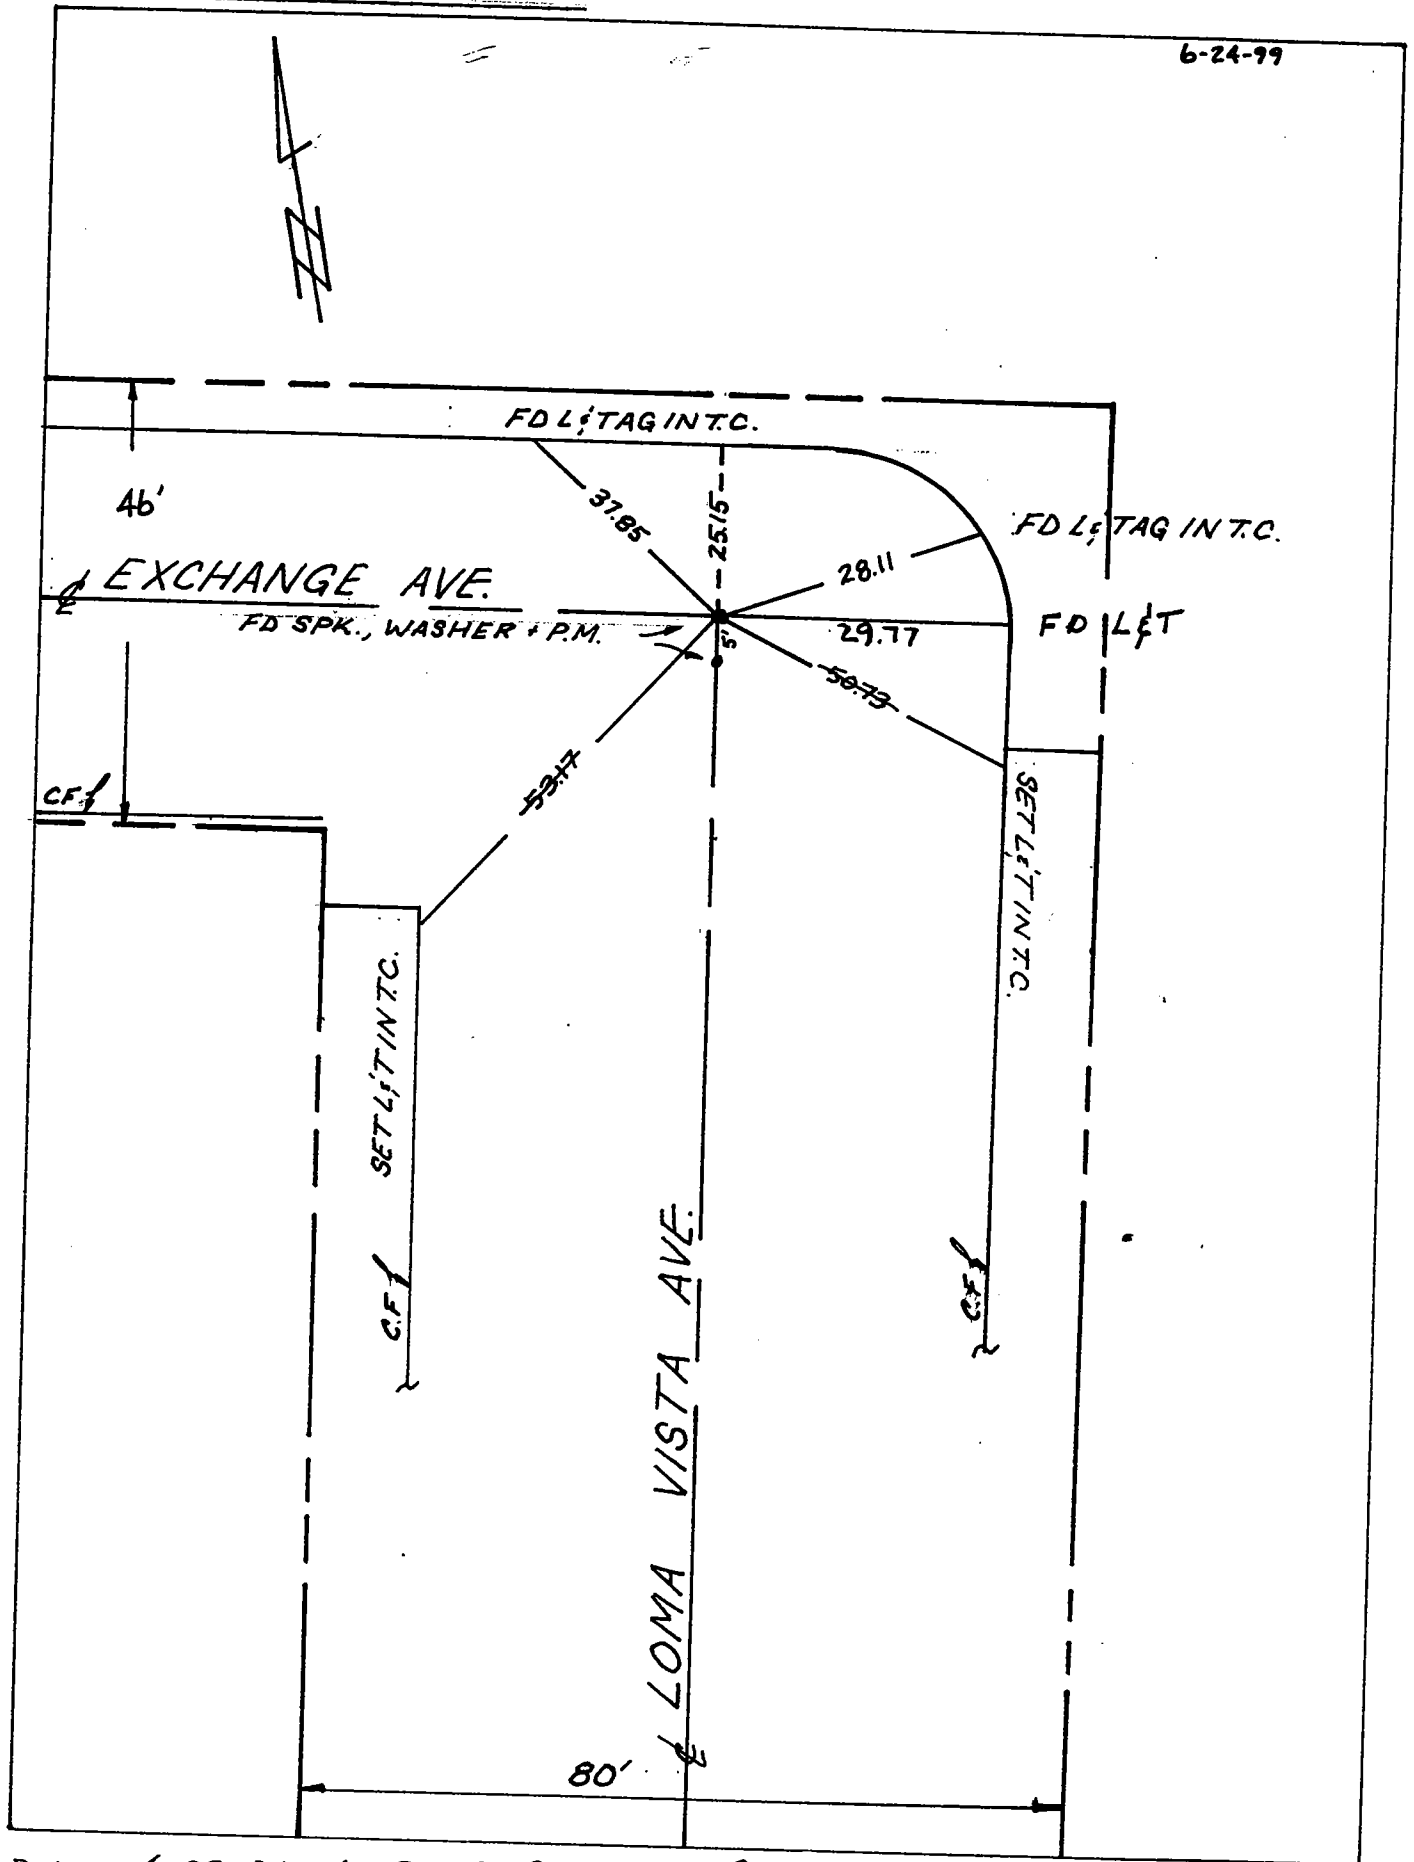 6-24-99
FD L&TAG IN T.C.
46'
37.85
25.15
FD L& TAG IN T.C.
28.11
℄ EXCHANGE AVE.
FD SPK., WASHER + P.M.
5'
29.77
FD L&T
50.73
53.17
CF
SET L&T IN T.C.
SET L&T IN T.C.
C.F
C.F
℄ LOMA VISTA AVE.
80'